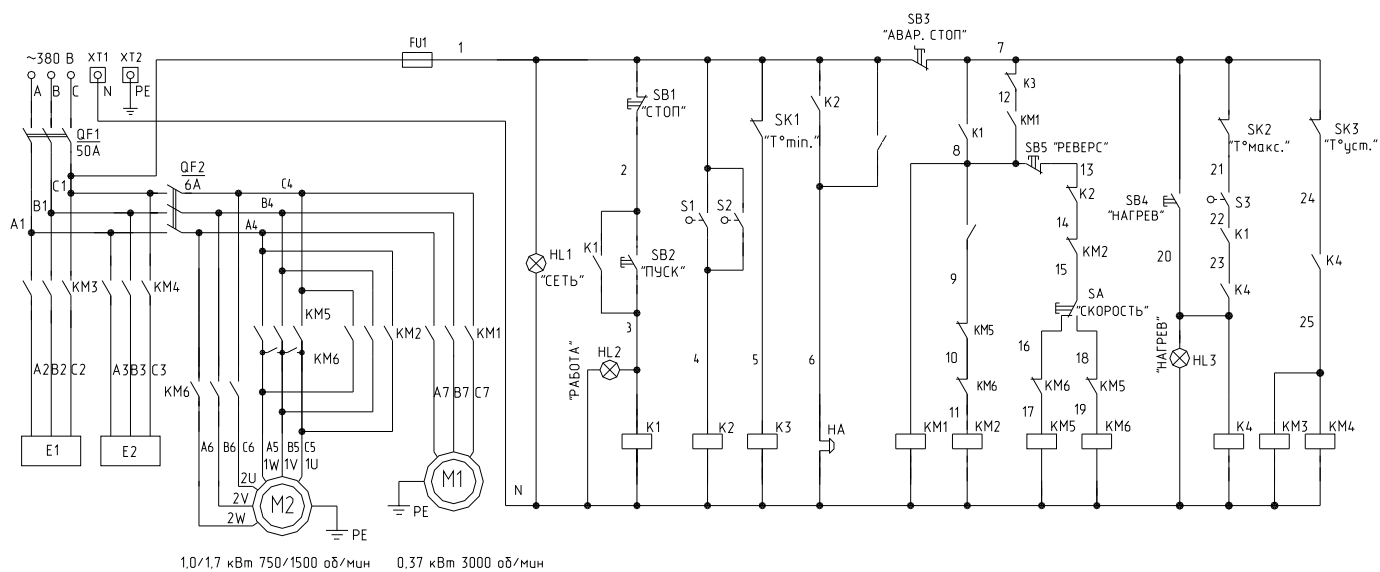 ~380 В XT1 XT2
A B C N PE
QF1
50A
FU1
1
SB3
"АВАР. СТОП"
7
QF2
6A
C1
B1
A1
C4
B4
A4
KM3 KM4
A2 B2 C2
A3 B3 C3
E1
E2
KM5
KM6
KM2 KM1
KM6
A6 B6 C6
A5 B5 C5
1W 1V 1U
2U
2V
2W
M2
PE
A7 B7 C7
M1
PE
1,0/1,7 кВт 750/1500 об/мин
0,37 кВт 3000 об/мин
N
HL1
"СЕТЬ"
SB1
"СТОП"
2
K1
SB2
"ПУСК"
3
HL2
"РАБОТА"
K1
S1 S2
4
K2
SK1
"T°min."
5
K3
K2
6
HA
K1
8
K3
12
KM1
SB5 "РЕВЕРС"
13
K2
14
KM2
15
SA
"СКОРОСТЬ"
9
KM5
10
KM6
11
KM1
KM2
16
KM6
17
KM5
18
KM5
19
KM6
SB4
"НАГРЕВ"
20
HL3
"НАГРЕВ"
SK2
"T°макс."
21
S3
22
K1
23
K4
K4
SK3
"T°уст."
24
K4
25
KM3
KM4